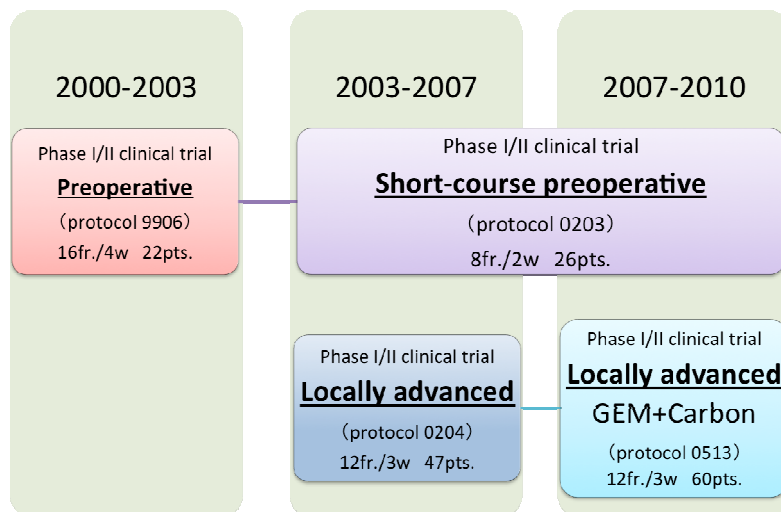 2000-2003
2003-2007
2007-2010
Phase I/II clinical trial
Preoperative
(protocol 9906)
16fr./4w 22pts.
Phase I/II clinical trial
Short-course preoperative
(protocol 0203)
8fr./2w 26pts.
Phase I/II clinical trial
Locally advanced
(protocol 0204)
12fr./3w 47pts.
Phase I/II clinical trial
Locally advanced
GEM+Carbon
(protocol 0513)
12fr./3w 60pts.